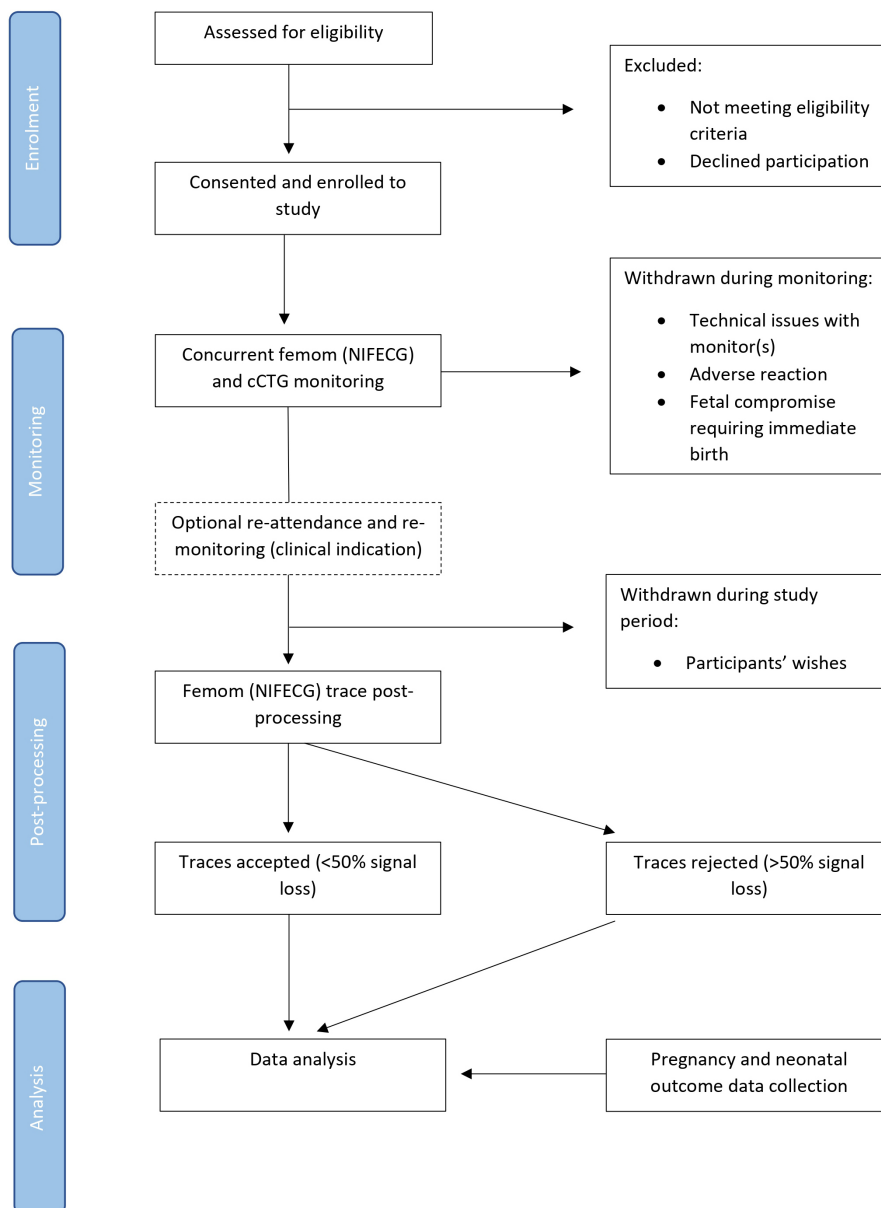 Enrolment
Assessed for eligibility
Excluded:
• Not meeting eligibility
criteria
• Declined participation
Consented and enrolled to
study
Monitoring
Withdrawn during monitoring:
• Technical issues with
monitor(s)
• Adverse reaction
• Fetal compromise
requiring immediate
birth
Concurrent femom (NIFECG)
and cCTG monitoring
Optional re-attendance and re-
monitoring (clinical indication)
Withdrawn during study
period:
• Participants’ wishes
Post-processing
Femom (NIFECG) trace post-
processing
Traces accepted (<50% signal
loss)
Traces rejected (>50% signal
loss)
Analysis
Data analysis
Pregnancy and neonatal
outcome data collection